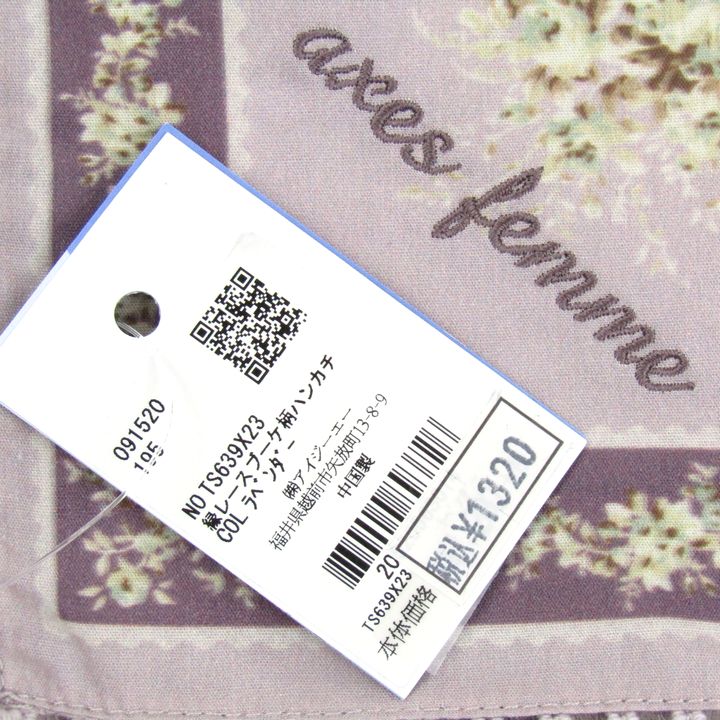 axes femme
091520
195
NO TS639X23
縁レースブーケ柄ハンカチ
COL ラベンダー
㈱アイジーエー
福井県越前市矢放町13-8-9
中国製
20
TS639X23
本体価格
税込¥1320